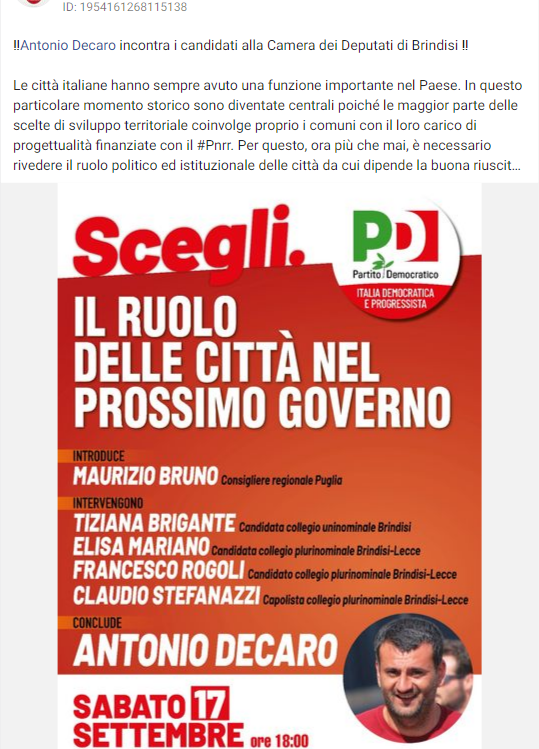 ID: 1954161268115138
‼Antonio Decaro incontra i candidati alla Camera dei Deputati di Brindisi ‼
Le città italiane hanno sempre avuto una funzione importante nel Paese. In questo
particolare momento storico sono diventate centrali poiché le maggior parte delle
scelte di sviluppo territoriale coinvolge proprio i comuni con il loro carico di
progettualità finanziate con il #Pnrr. Per questo, ora più che mai, è necessario
rivedere il ruolo politico ed istituzionale delle città da cui dipende la buona riuscit...
Scegli.
PD
Partito Democratico
ITALIA DEMOCRATICA
E PROGRESSISTA
IL RUOLO
DELLE CITTÀ NEL
PROSSIMO GOVERNO
INTRODUCE
MAURIZIO BRUNO Consigliere regionale Puglia
INTERVENGONO
TIZIANA BRIGANTE Candidata collegio uninominale Brindisi
ELISA MARIANO Candidata collegio plurinominale Brindisi-Lecce
FRANCESCO ROGOLI Candidato collegio plurinominale Brindisi-Lecce
CLAUDIO STEFANAZZI Capolista collegio plurinominale Brindisi-Lecce
CONCLUDE
ANTONIO DECARO
SABATO 17
SETTEMBRE ore 18:00